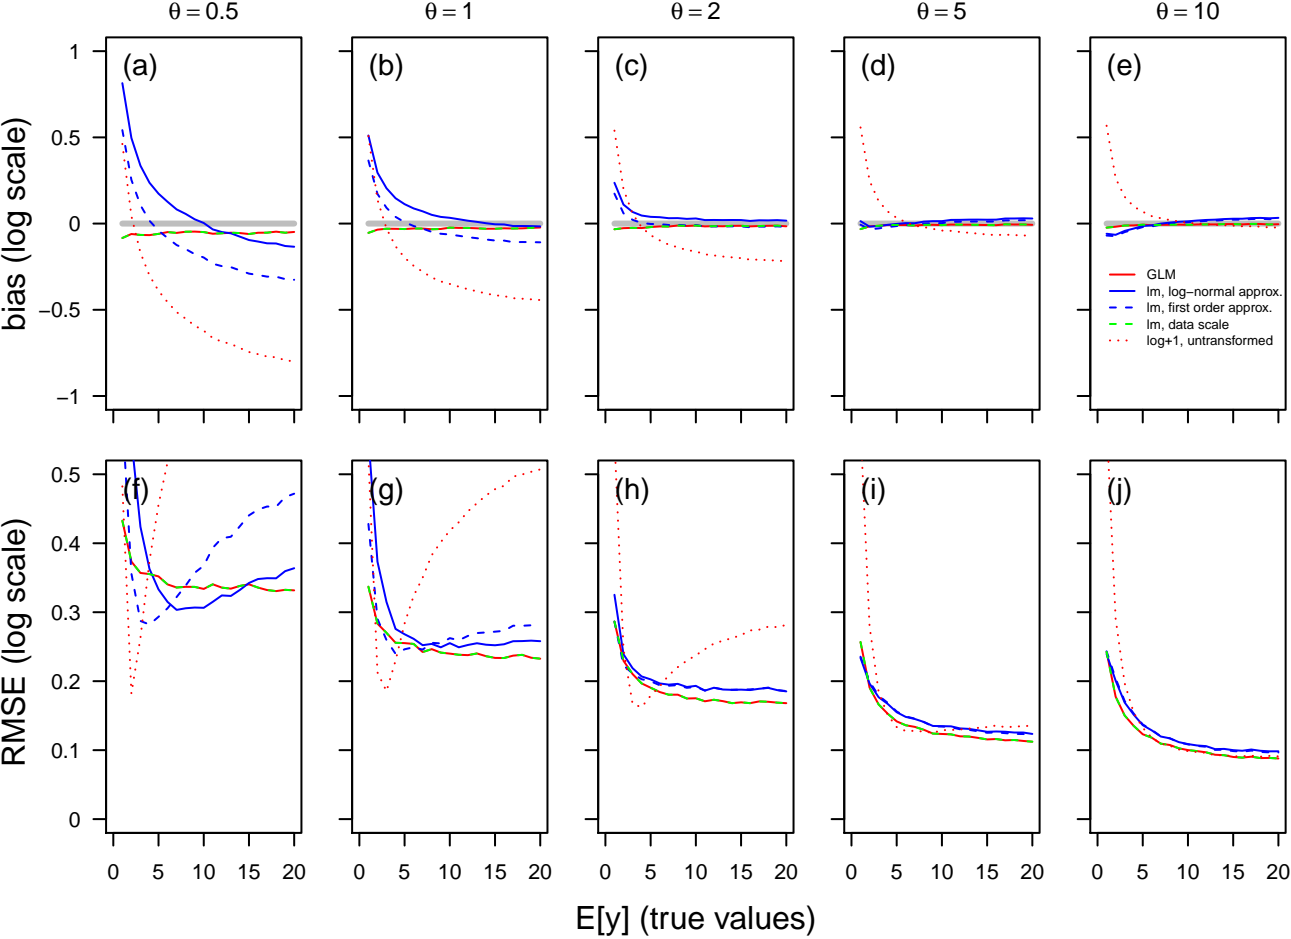 θ = 0.5
θ = 1
θ = 2
θ = 5
θ = 10
bias (log scale)
1
0.5
0
−0.5
−1
(a)
(b)
(c)
(d)
(e)
GLM
lm, log−normal approx.
lm, first order approx.
lm, data scale
log+1, untransformed
RMSE (log scale)
0.5
0.4
0.3
0.2
0.1
0
(f)
(g)
(h)
(i)
(j)
0 5 10 15 20
0 5 10 15 20
0 5 10 15 20
0 5 10 15 20
0 5 10 15 20
E[y] (true values)